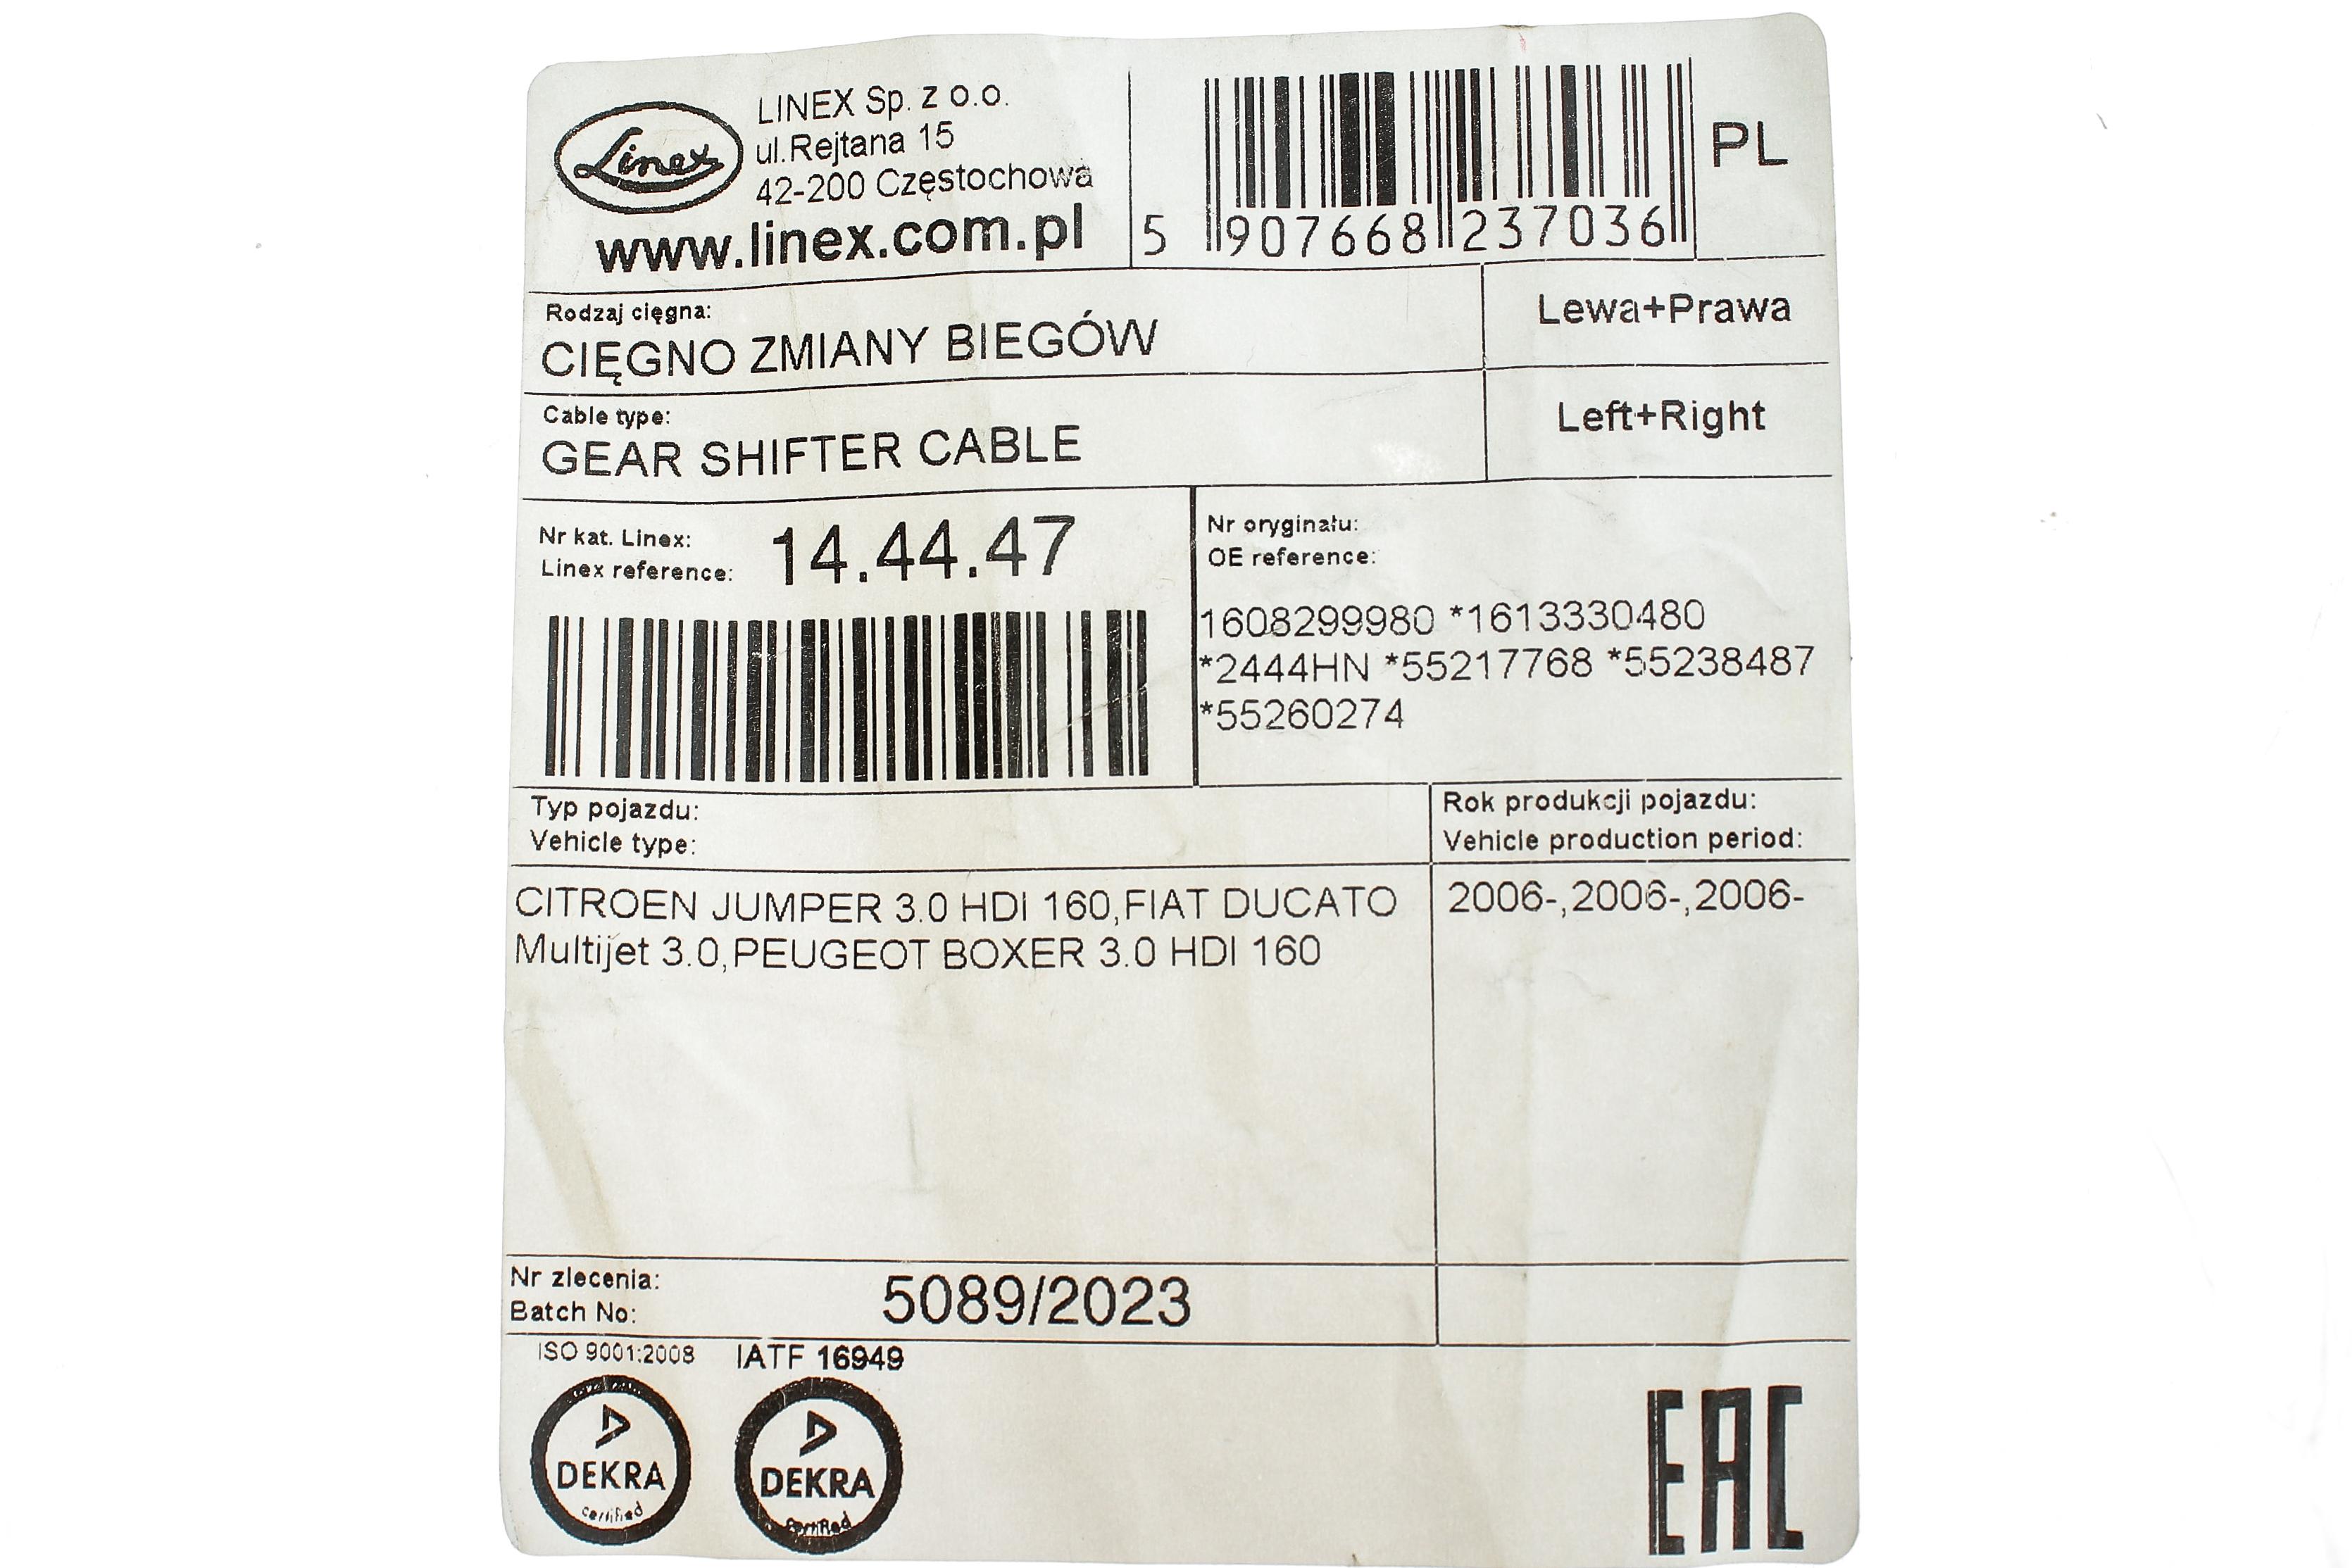 Linex
LINEX Sp. z o.o.
ul.Rejtana 15
42-200 Częstochowa
www.linex.com.pl
5 907668 237036
PL
Rodzaj cięgna:
CIĘGNO ZMIANY BIEGÓW
Lewa+Prawa
Cable type:
GEAR SHIFTER CABLE
Left+Right
Nr kat. Linex:
Linex reference:
14.44.47
Nr oryginału:
OE reference:
1608299980 *1613330480
*2444HN *55217768 *55238487
*55260274
Typ pojazdu:
Vehicle type:
Rok produkcji pojazdu:
Vehicle production period:
CITROEN JUMPER 3.0 HDI 160,FIAT DUCATO
Multijet 3.0,PEUGEOT BOXER 3.0 HDI 160
2006-,2006-,2006-
Nr zlecenia:
Batch No:
5089/2023
ISO 9001:2008
IATF 16949
DEKRA
certified
DEKRA
certified
EAC